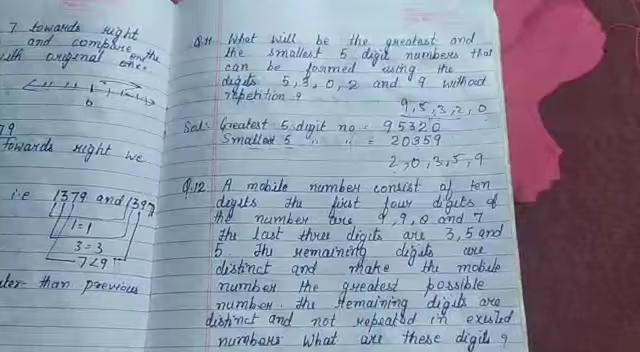 7 towards right
and compare on the
with original one.
0
79
towards right we
i.e 1379 and 1397
1=1
3=3
7<9
than previous
Q.11 What will be the greatest and
the smallest 5 digit numbers that
can be formed using the
digits 5, 3, 0, 2 and 9 without
repetition ?
9,5,3,2,0
Sol: Greatest 5 digit no = 95320
Smallest 5 " " = 20359
2,0,3,5,9
Q.12 A mobile number consist of ten
digits the first four digits of
the number are 9,9,0 and 7
The last three digits are 3,5 and
5. The remaining digits are
distinct and make the mobile
number the greatest possible
number. The remaining digits are
distinct and not repeated in existed
numbers What are these digits ?